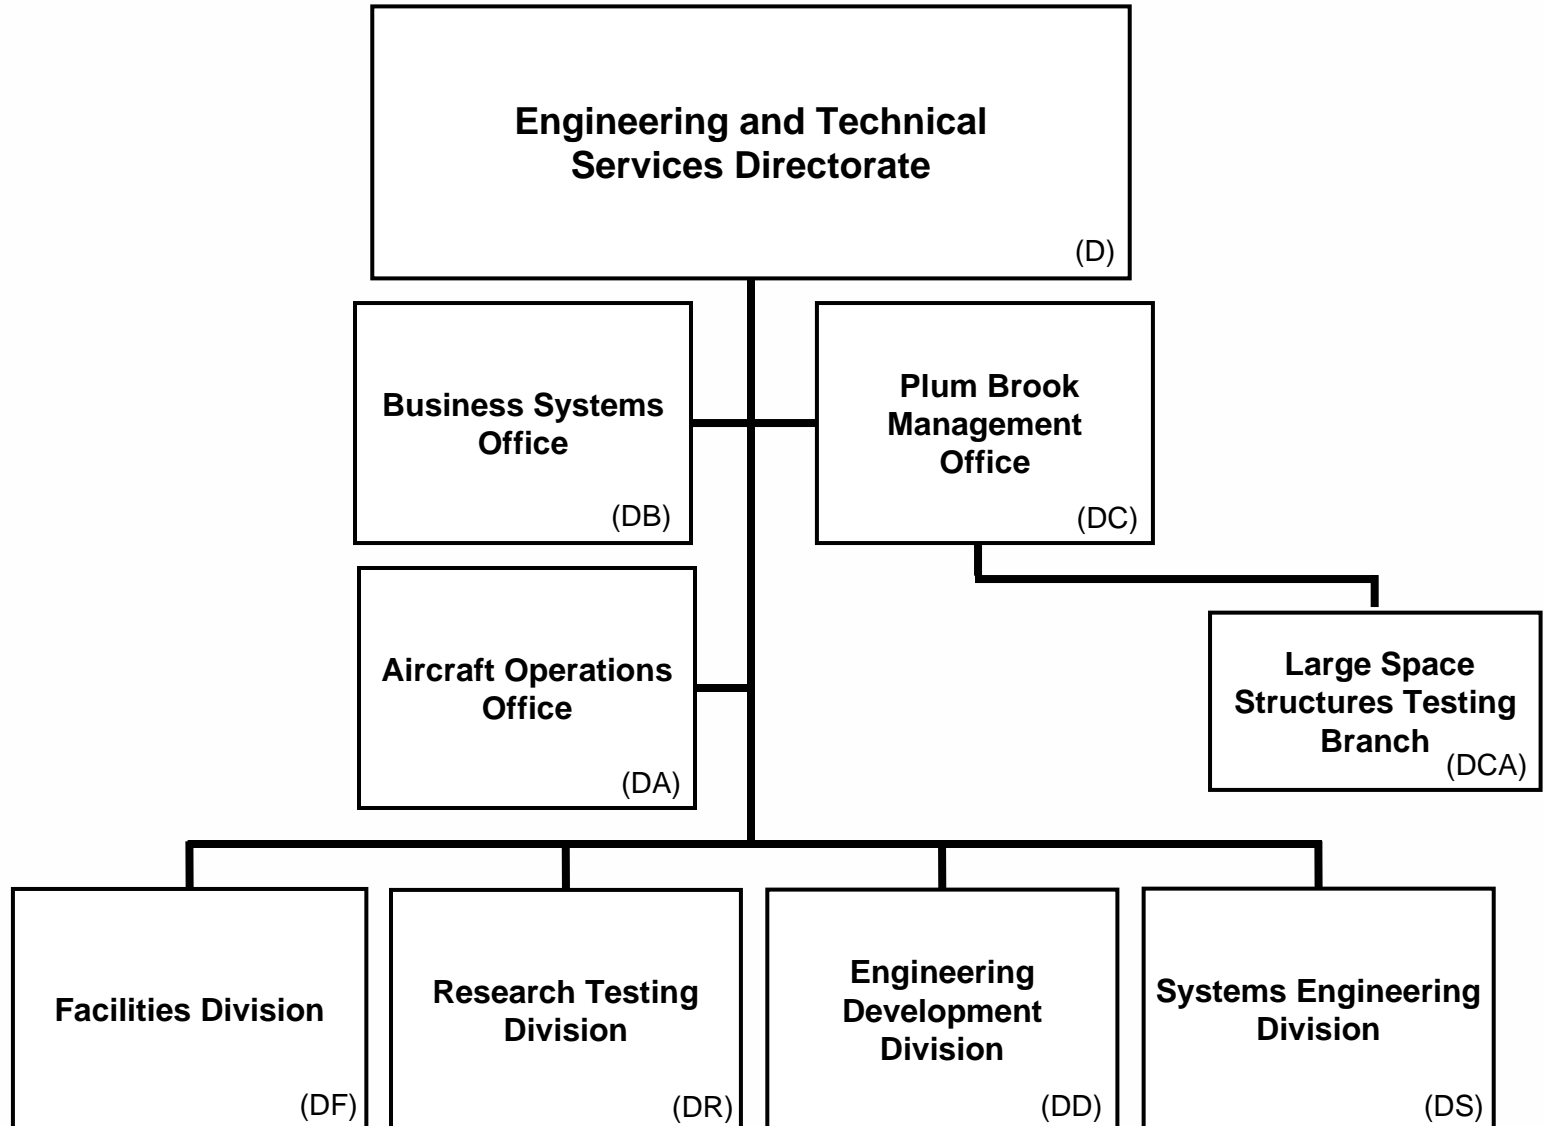 Engineering and Technical
Services Directorate
(D)
Business Systems
Office
(DB)
Plum Brook
Management
Office
(DC)
Aircraft Operations
Office
(DA)
Large Space
Structures Testing
Branch
(DCA)
Facilities Division
(DF)
Research Testing
Division
(DR)
Engineering
Development
Division
(DD)
Systems Engineering
Division
(DS)